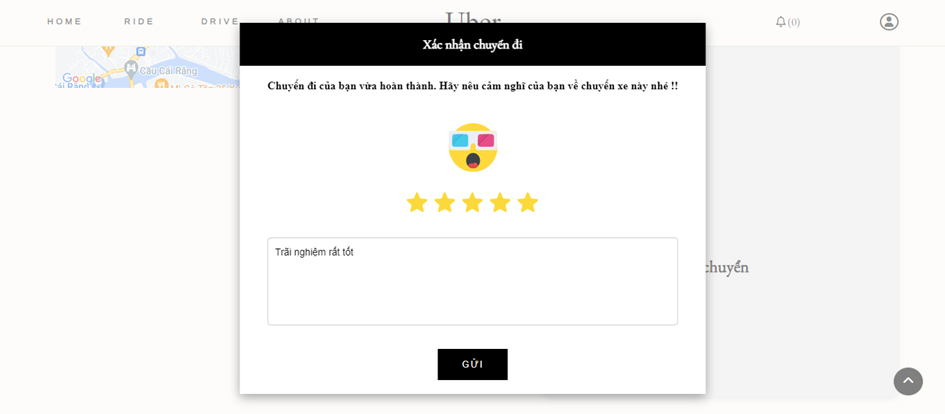 HOME RIDE DRIVE ABOUT Uber (0)
Xác nhận chuyến đi
Chuyến đi của bạn vừa hoàn thành. Hãy nêu cảm nghĩ của bạn về chuyến xe này nhé !!
Google
Cầu Cái Răng
Trãi nghiệm rất tốt
chuyển
GỬI